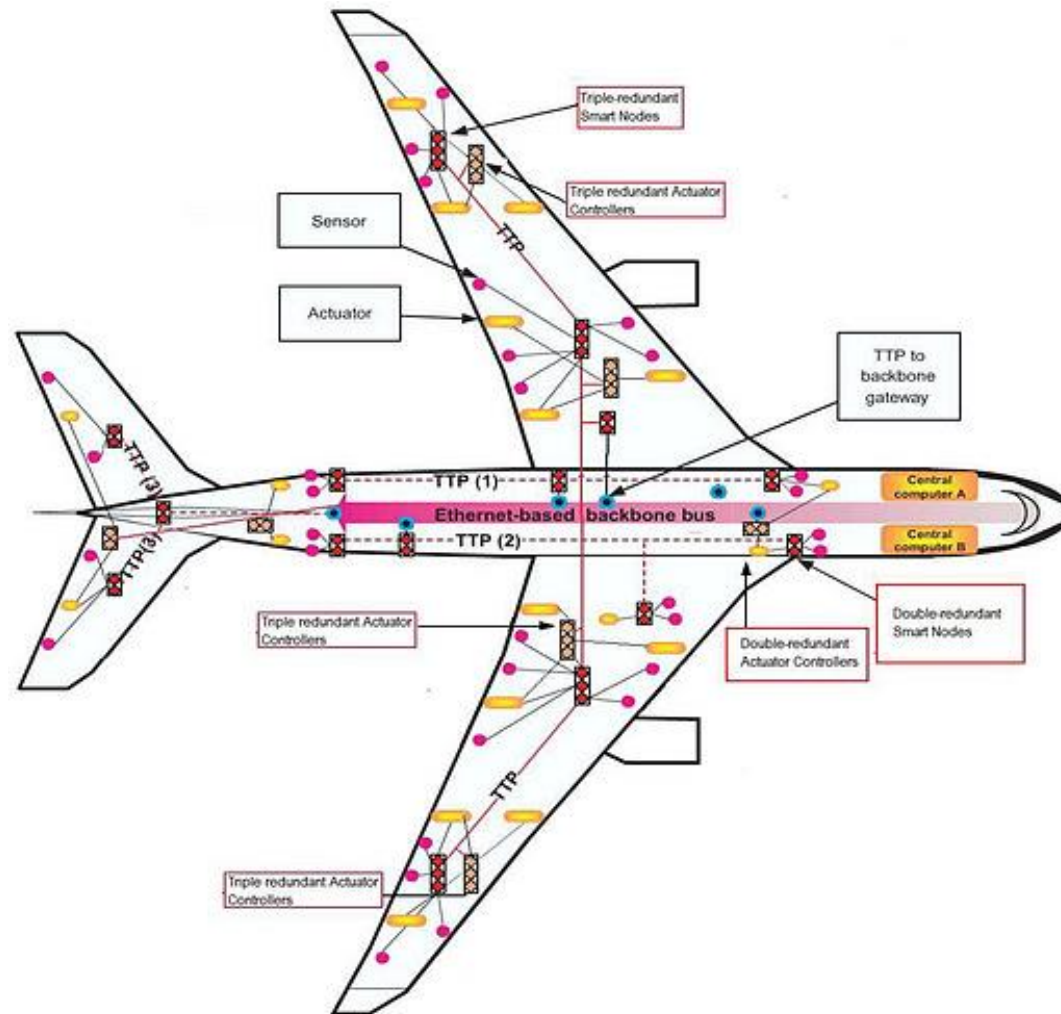 Triple-redundant
Smart Nodes
Triple redundant Actuator
Controllers
Sensor
TTP
Actuator
TTP to
backbone
gateway
TTP (3)
TTP (1)
Central
computer A
Ethernet-based backbone bus
TTP(3)
TTP (2)
Central
computer B
Triple redundant Actuator
Controllers
Double-redundant
Actuator Controllers
Double-redundant
Smart Nodes
TTP
Triple redundant Actuator
Controllers